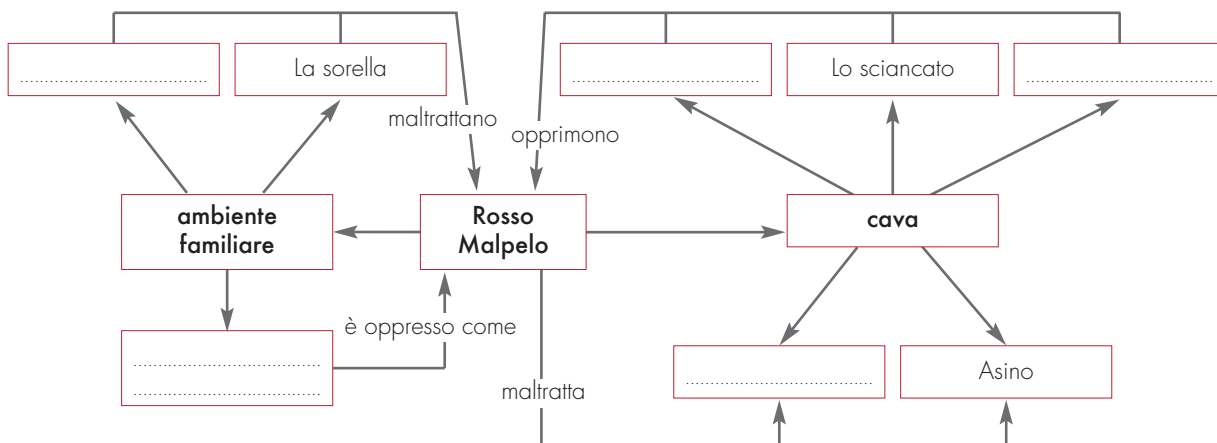 La sorella
Lo sciancato
maltrattano
opprimono
ambiente
familiare
Rosso
Malpelo
cava
è oppresso come
maltratta
Asino